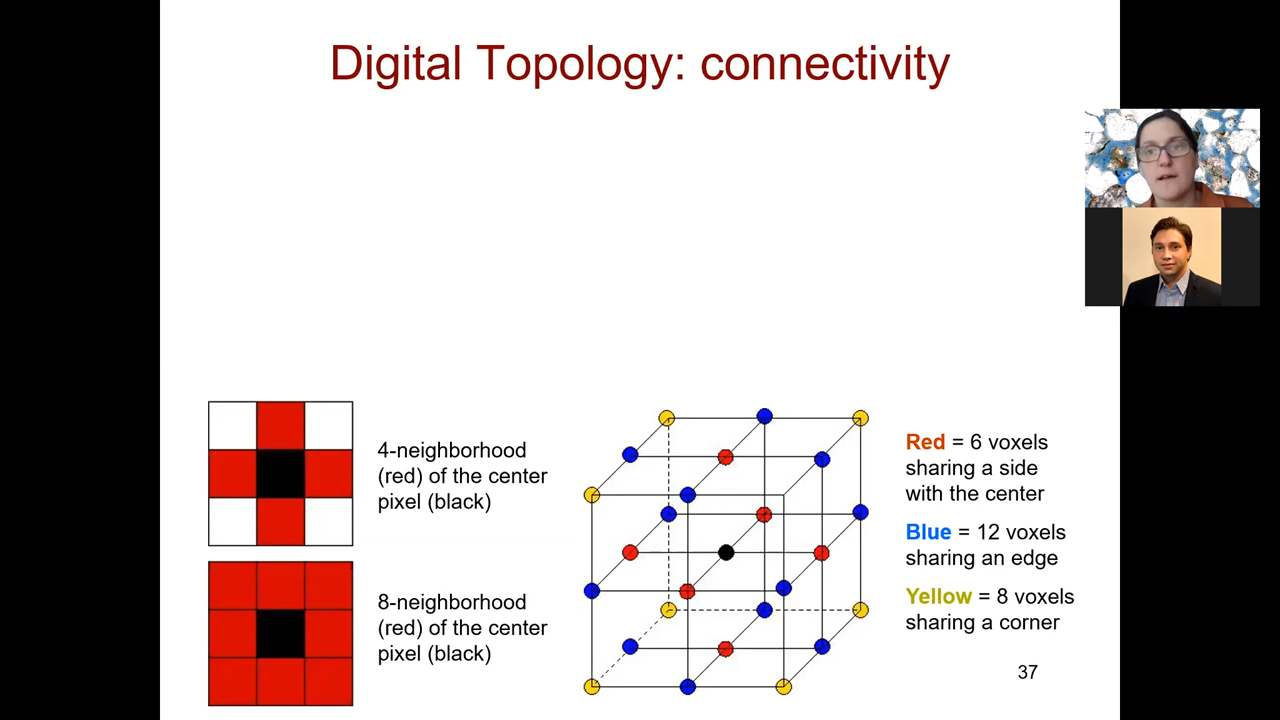 Digital Topology: connectivity
4-neighborhood
(red) of the center
pixel (black)
8-neighborhood
(red) of the center
pixel (black)
Red = 6 voxels
sharing a side
with the center
Blue = 12 voxels
sharing an edge
Yellow = 8 voxels
sharing a corner
37